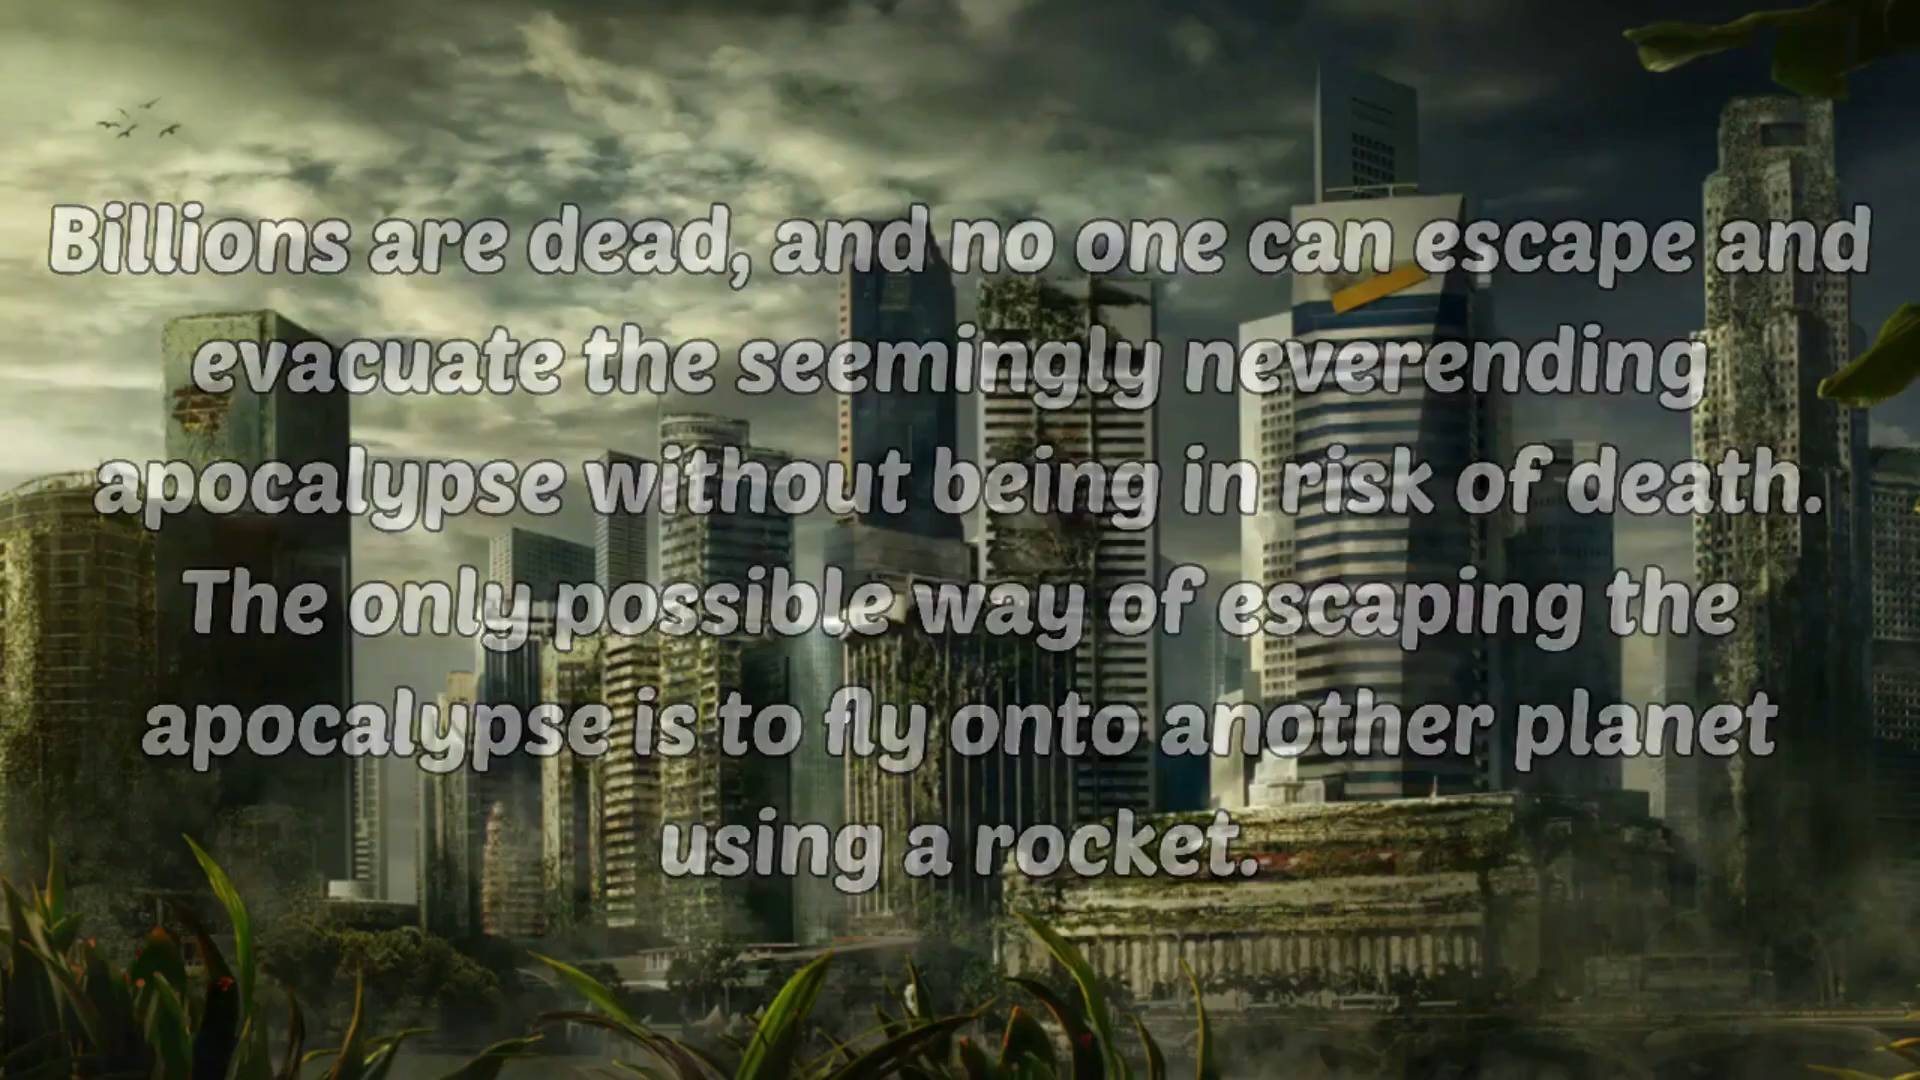 Billions are dead, and no one can escape and
evacuate the seemingly neverending
apocalypse without being in risk of death.
The only possible way of escaping the
apocalypse is to fly onto another planet
using a rocket.